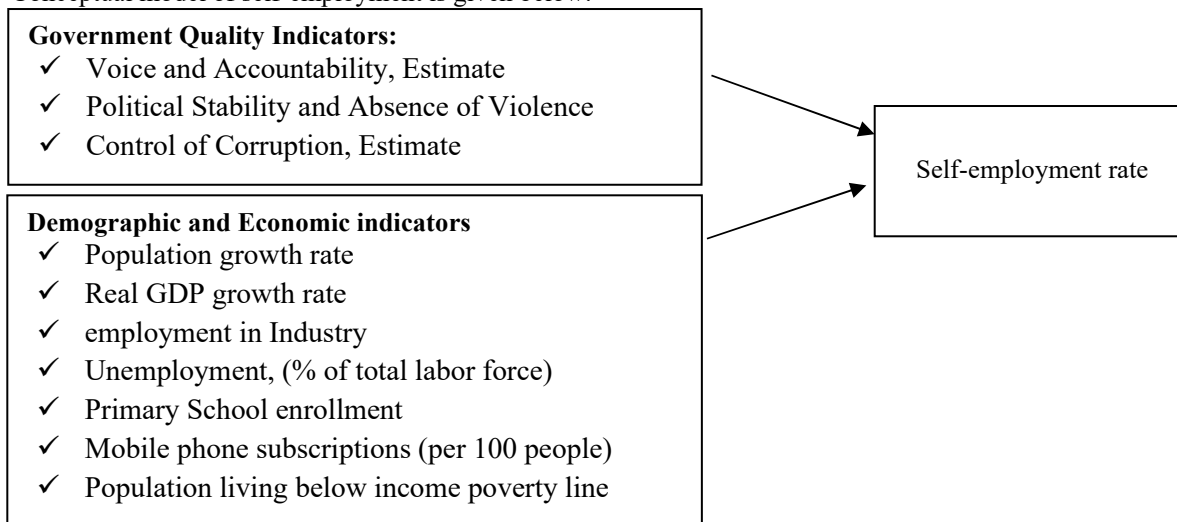 Government Quality Indicators:
✓ Voice and Accountability, Estimate
✓ Political Stability and Absence of Violence
✓ Control of Corruption, Estimate
Self-employment rate
Demographic and Economic indicators
✓ Population growth rate
✓ Real GDP growth rate
✓ employment in Industry
✓ Unemployment, (% of total labor force)
✓ Primary School enrollment
✓ Mobile phone subscriptions (per 100 people)
✓ Population living below income poverty line